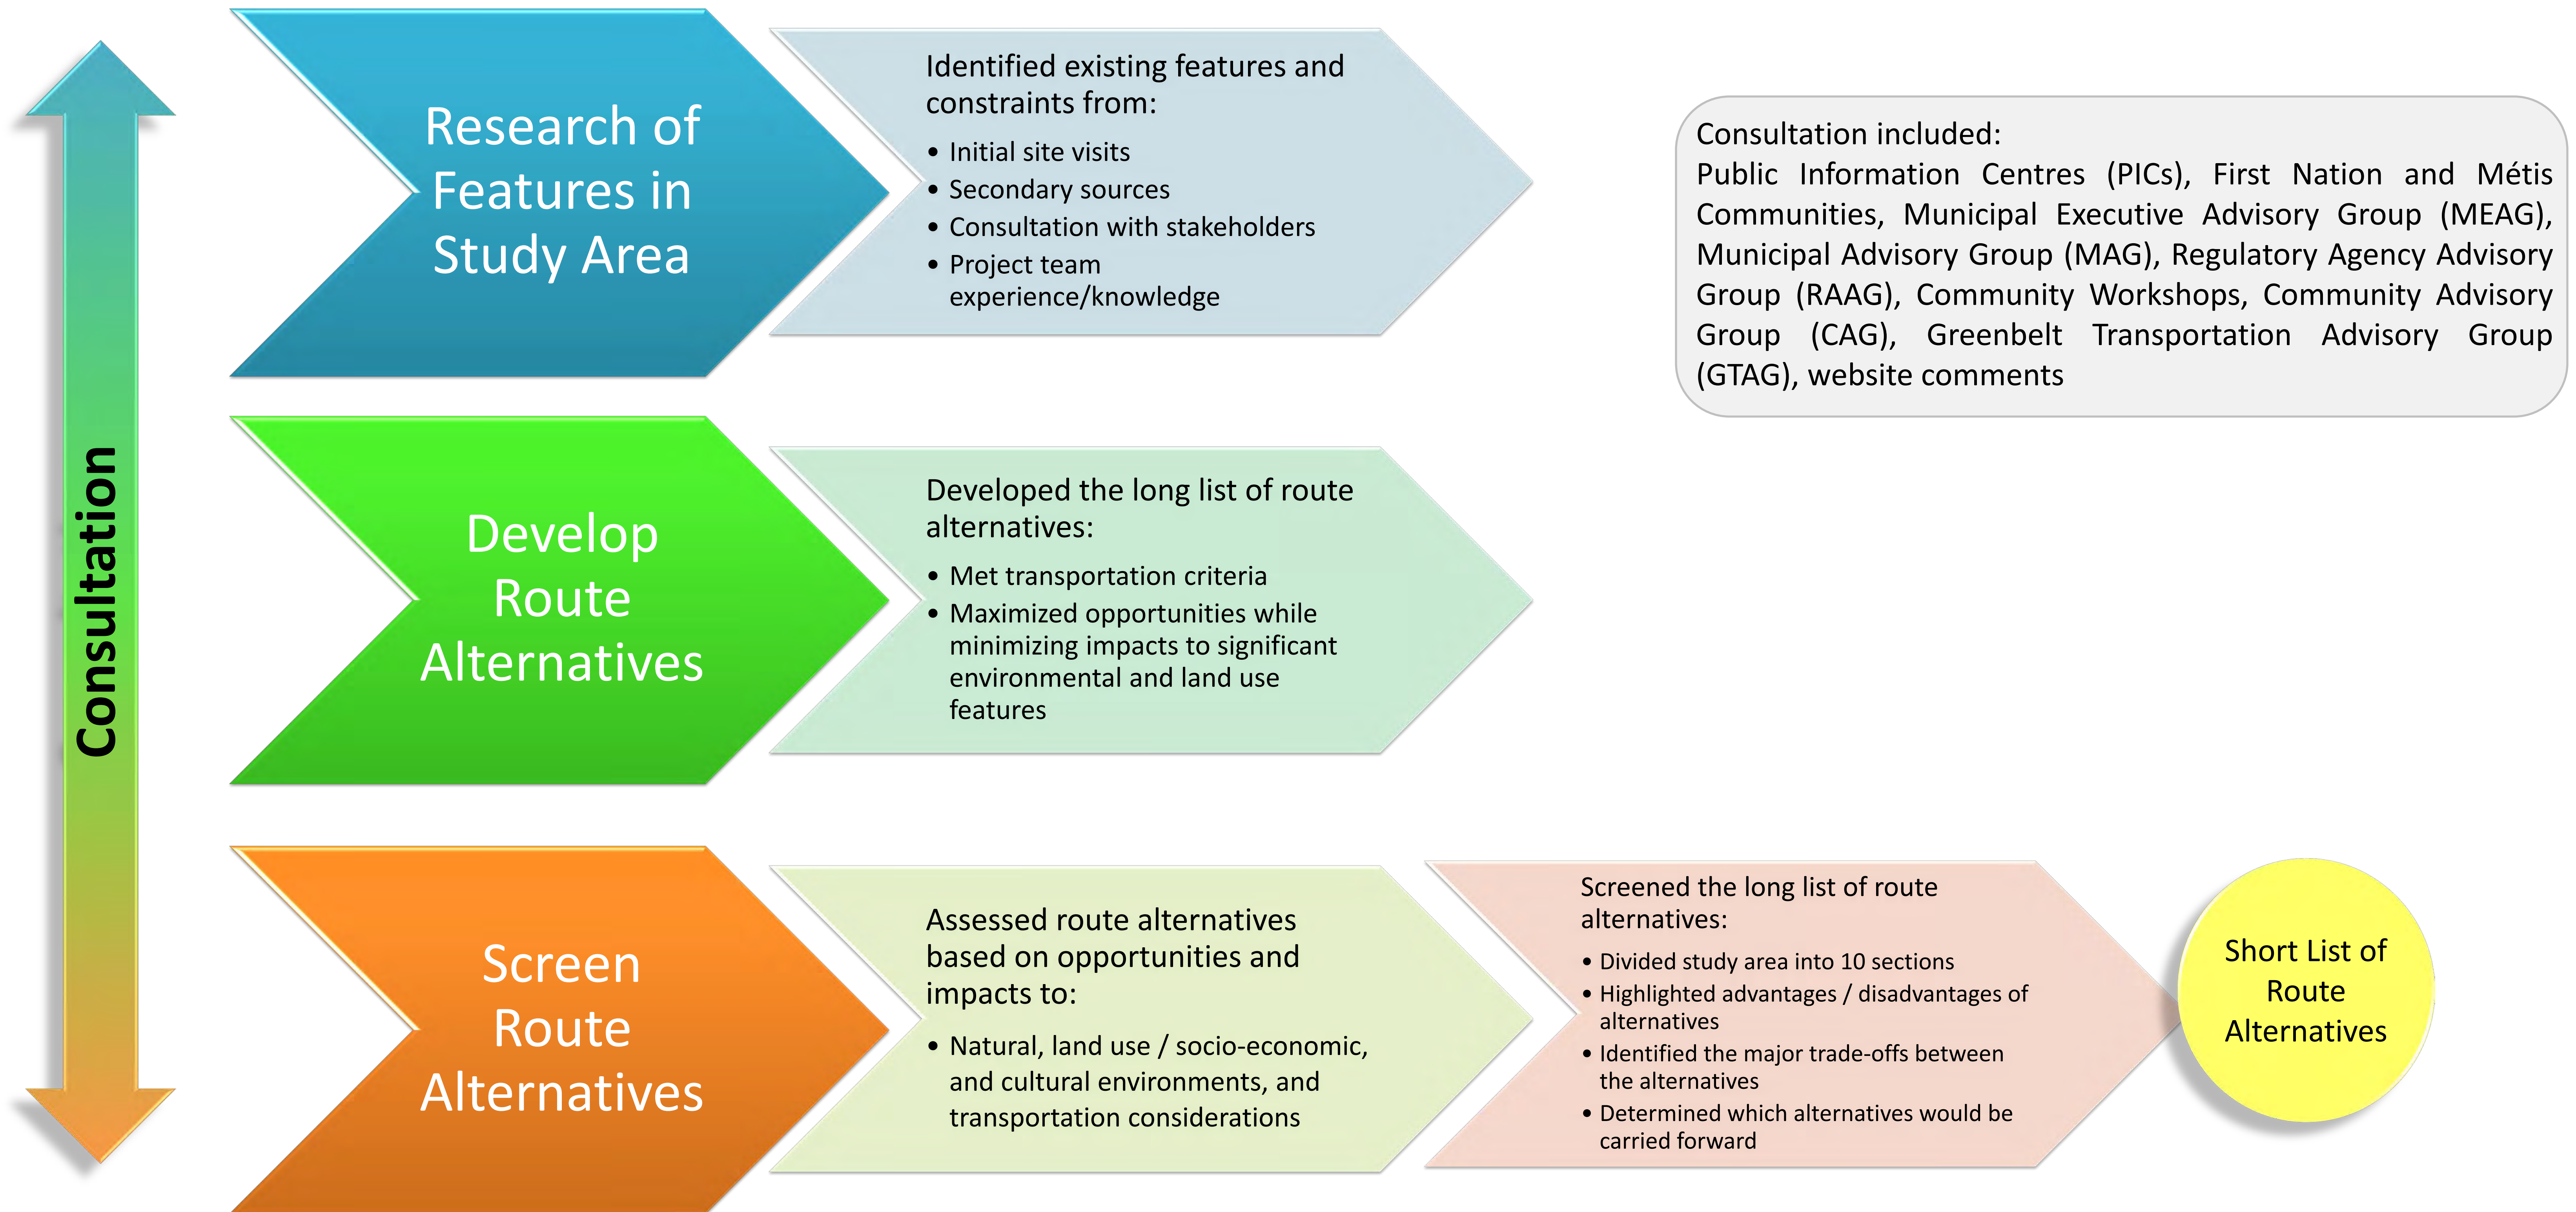 Consultation
Research of
Features in
Study Area
Identified existing features and
constraints from:
• Initial site visits
• Secondary sources
• Consultation with stakeholders
• Project team
experience/knowledge
Consultation included:
Public Information Centres (PICs), First Nation and Métis
Communities, Municipal Executive Advisory Group (MEAG),
Municipal Advisory Group (MAG), Regulatory Agency Advisory
Group (RAAG), Community Workshops, Community Advisory
Group (CAG), Greenbelt Transportation Advisory Group
(GTAG), website comments
Develop
Route
Alternatives
Developed the long list of route
alternatives:
• Met transportation criteria
• Maximized opportunities while
minimizing impacts to significant
environmental and land use
features
Screen
Route
Alternatives
Assessed route alternatives
based on opportunities and
impacts to:
• Natural, land use / socio-economic,
and cultural environments, and
transportation considerations
Screened the long list of route
alternatives:
• Divided study area into 10 sections
• Highlighted advantages / disadvantages of
alternatives
• Identified the major trade-offs between
the alternatives
• Determined which alternatives would be
carried forward
Short List of
Route
Alternatives